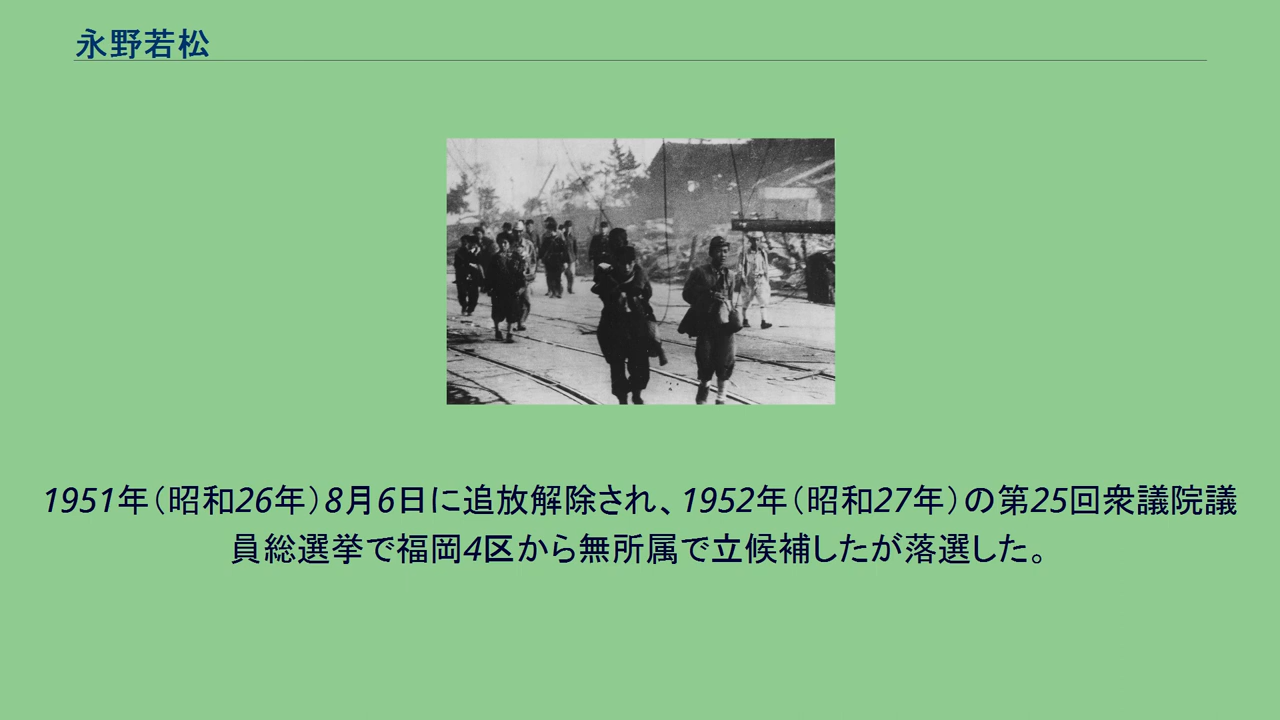 永野若松
1951年（昭和26年）8月6日に追放解除され、1952年（昭和27年）の第25回衆議院議
員総選挙で福岡4区から無所属で立候補したが落選した。